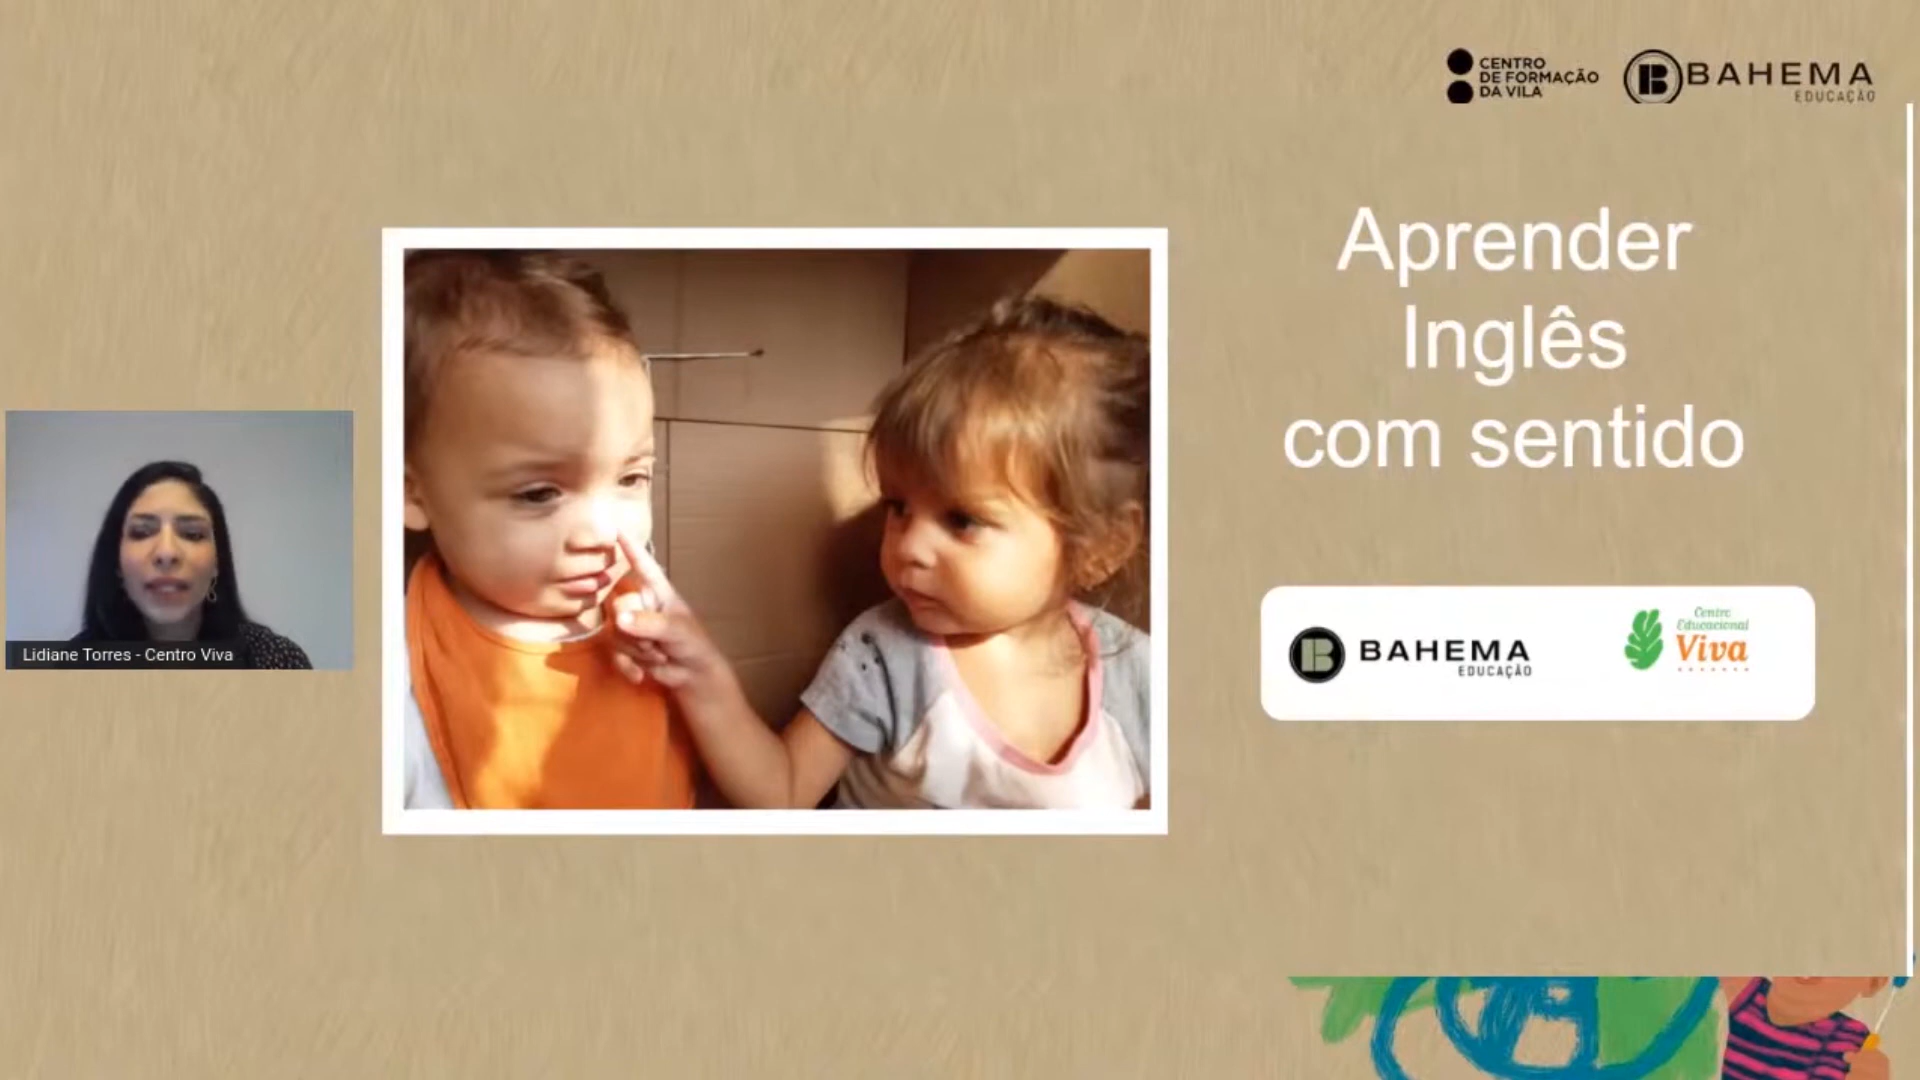 CENTRO
DE FORMAÇÃO
DA VILA
BAHEMA
EDUCAÇÃO
Aprender
Inglês
com sentido
BAHEMA
EDUCAÇÃO
Centro
Educacional
Viva
Lidiane Torres - Centro Viva